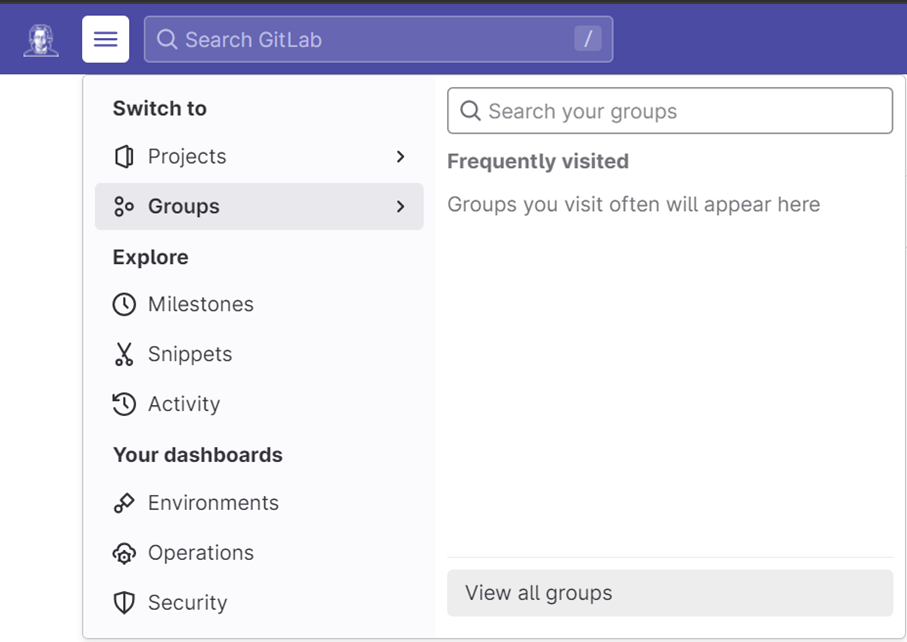 Search GitLab
/
Switch to
Projects
Groups
Explore
Milestones
Snippets
Activity
Your dashboards
Environments
Operations
Security
Search your groups
Frequently visited
Groups you visit often will appear here
View all groups